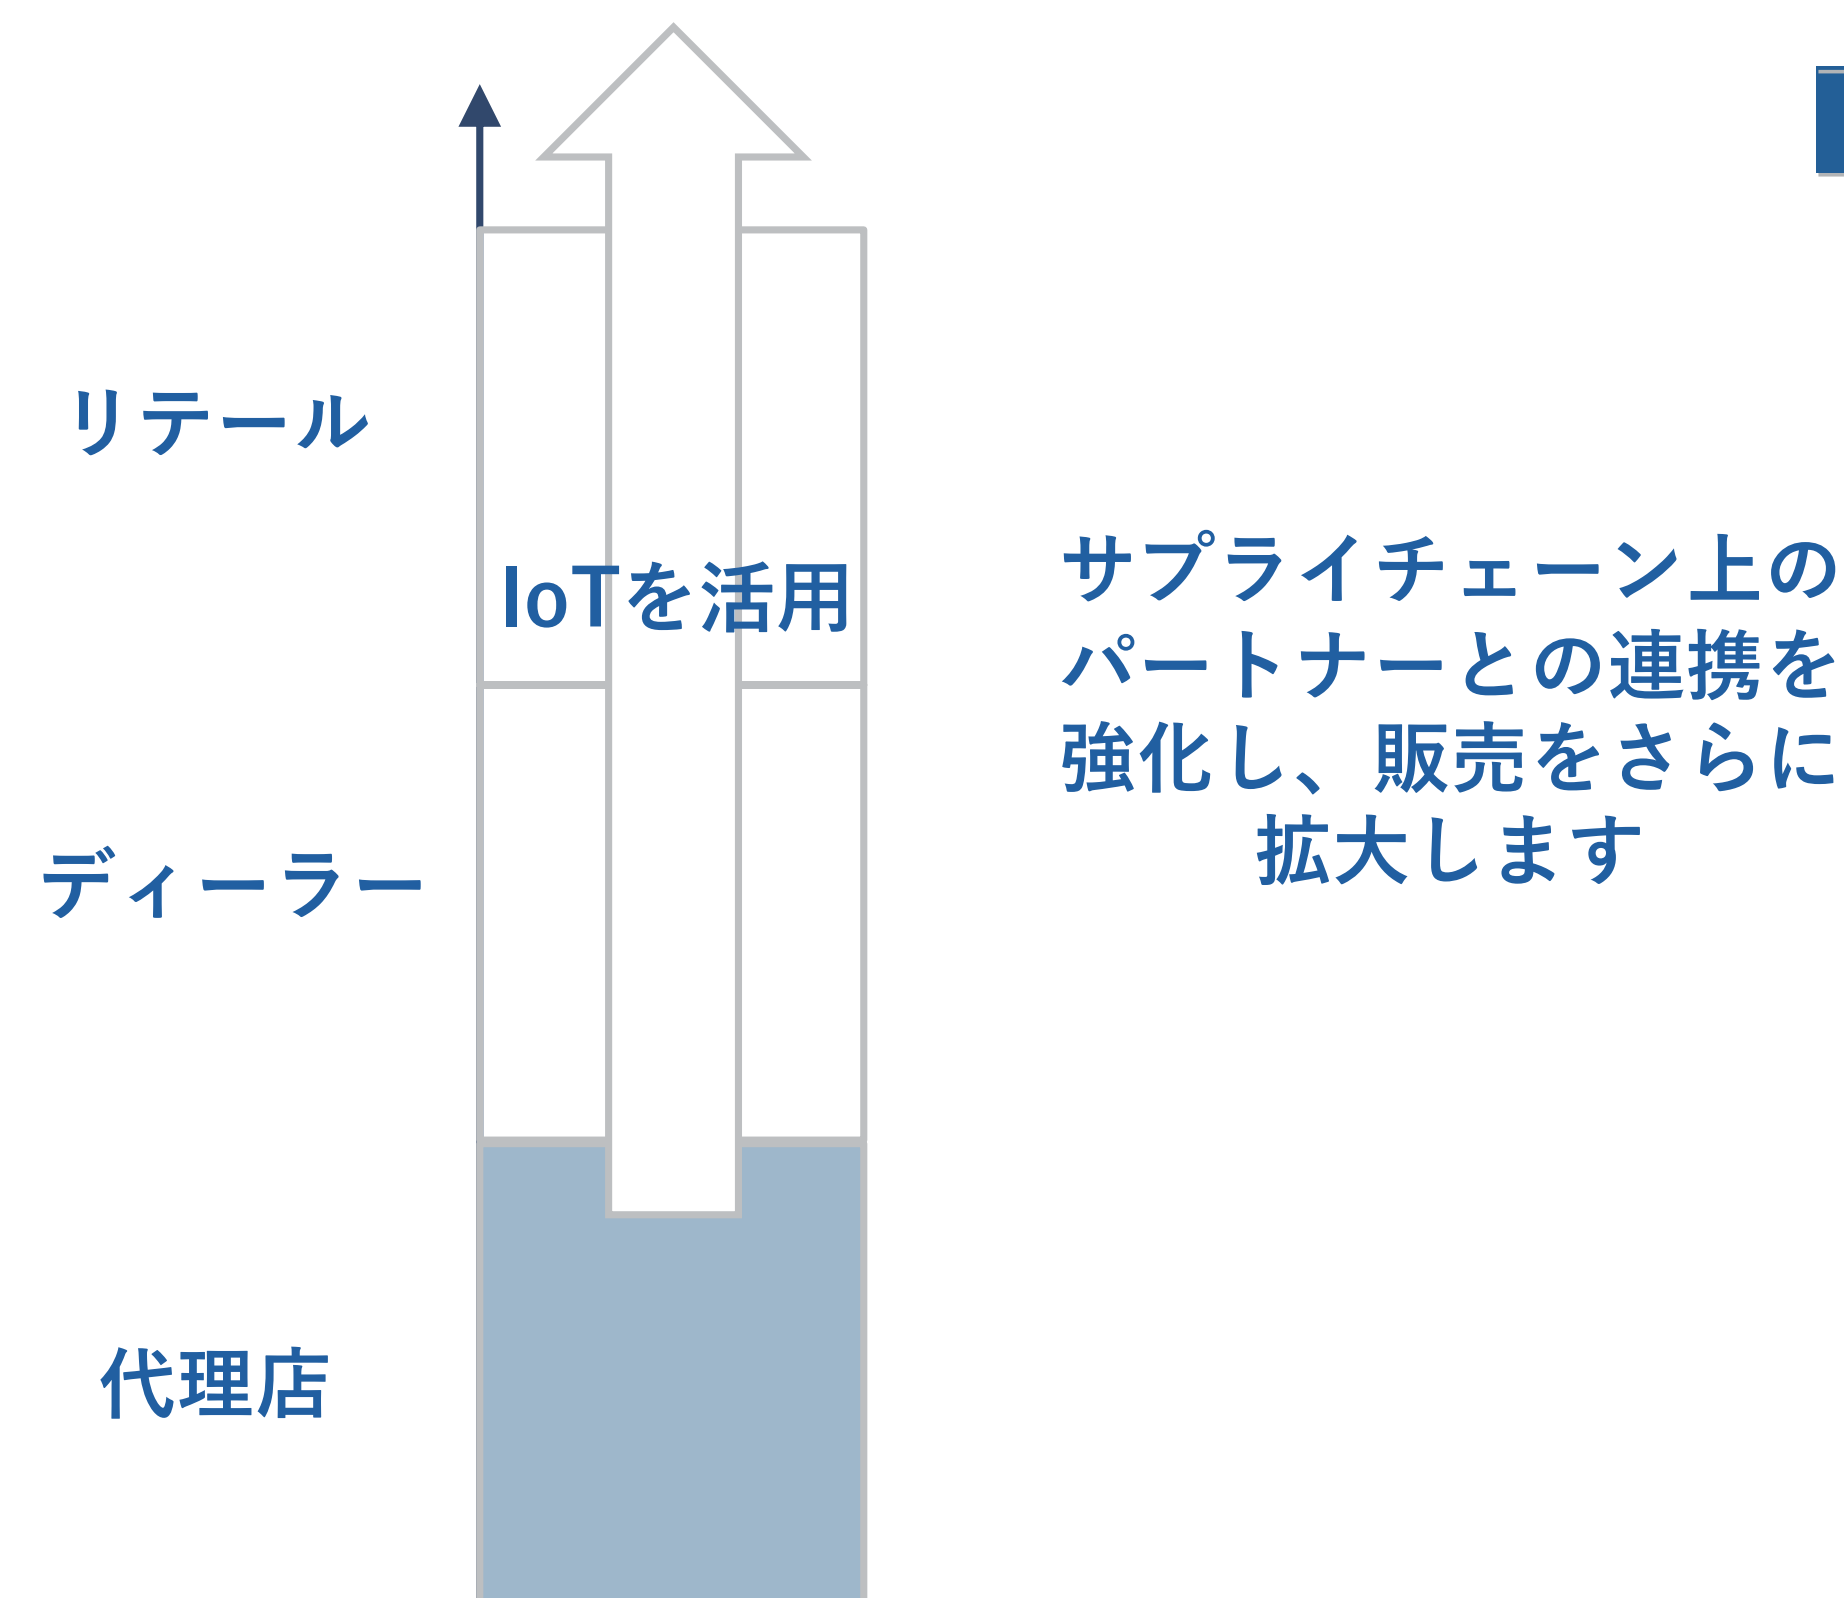 リテール
IoTを活用
サプライチェーン上の
パートナーとの連携を
強化し、販売をさらに
拡大します
ディーラー
代理店